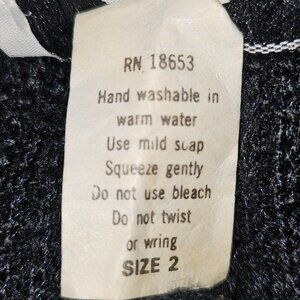 RN 18653
Hand washable in
warm water
Use mild soap
Squeeze gently
Do not use bleach
Do not twist
or wring
SIZE 2